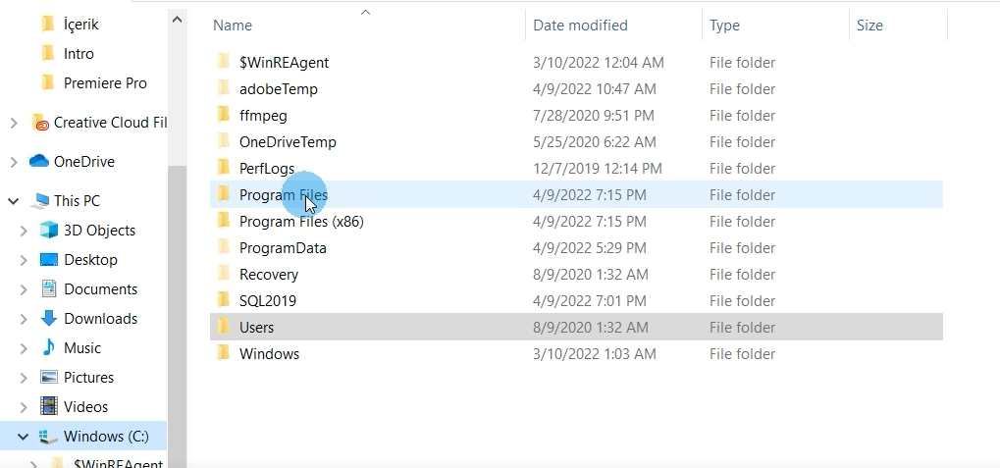 İçerik
Intro
Premiere Pro
Creative Cloud Fil
OneDrive
This PC
3D Objects
Desktop
Documents
Downloads
Music
Pictures
Videos
Windows (C:)
$WinREAgent
Name Date modified Type Size
$WinREAgent 3/10/2022 12:04 AM File folder
adobeTemp 4/9/2022 10:47 AM File folder
ffmpeg 7/28/2020 9:51 PM File folder
OneDriveTemp 5/25/2020 6:22 AM File folder
PerfLogs 12/7/2019 12:14 PM File folder
Program Files 4/9/2022 7:15 PM File folder
Program Files (x86) 4/9/2022 7:15 PM File folder
ProgramData 4/9/2022 5:29 PM File folder
Recovery 8/9/2020 1:32 AM File folder
SQL2019 4/9/2022 7:01 PM File folder
Users 8/9/2020 1:32 AM File folder
Windows 3/10/2022 1:03 AM File folder